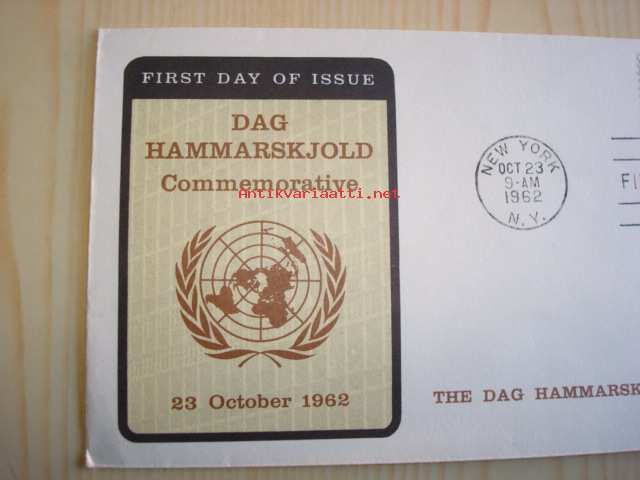 FIRST DAY OF ISSUE
DAG
HAMMARSKJOLD
Commemorative
Antikvariaatti.net
23 October 1962
NEW YORK
OCT 23
9-AM
1962
N.Y.
THE DAG HAMMARSK